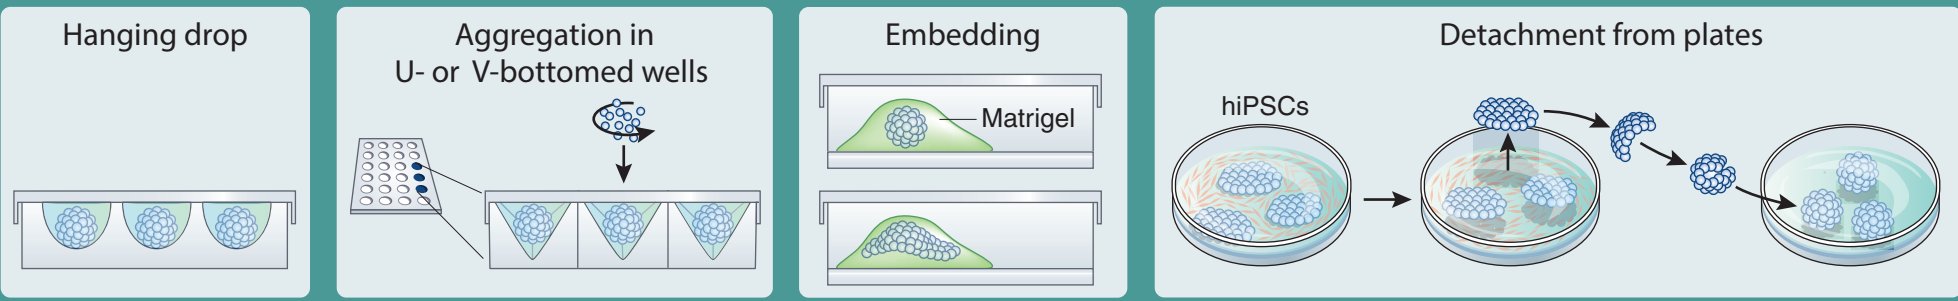 Hanging drop
Aggregation in
U- or V-bottomed wells
Embedding
Matrigel
Detachment from plates
hiPSCs